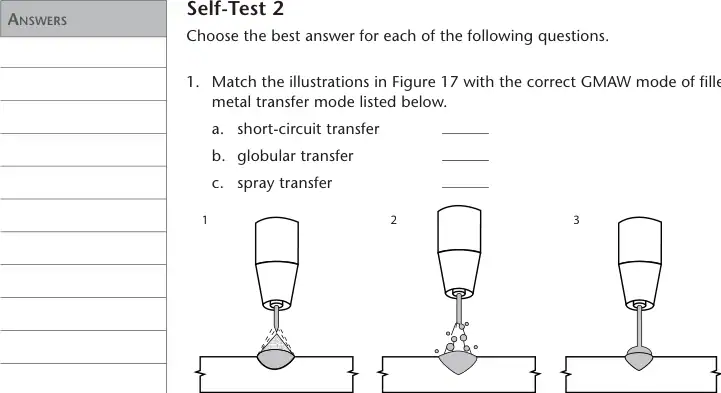 ANSWERS
Self-Test 2
Choose the best answer for each of the following questions.
1. Match the illustrations in Figure 17 with the correct GMAW mode of fille
metal transfer mode listed below.
a. short-circuit transfer
b. globular transfer
c. spray transfer
1 2 3